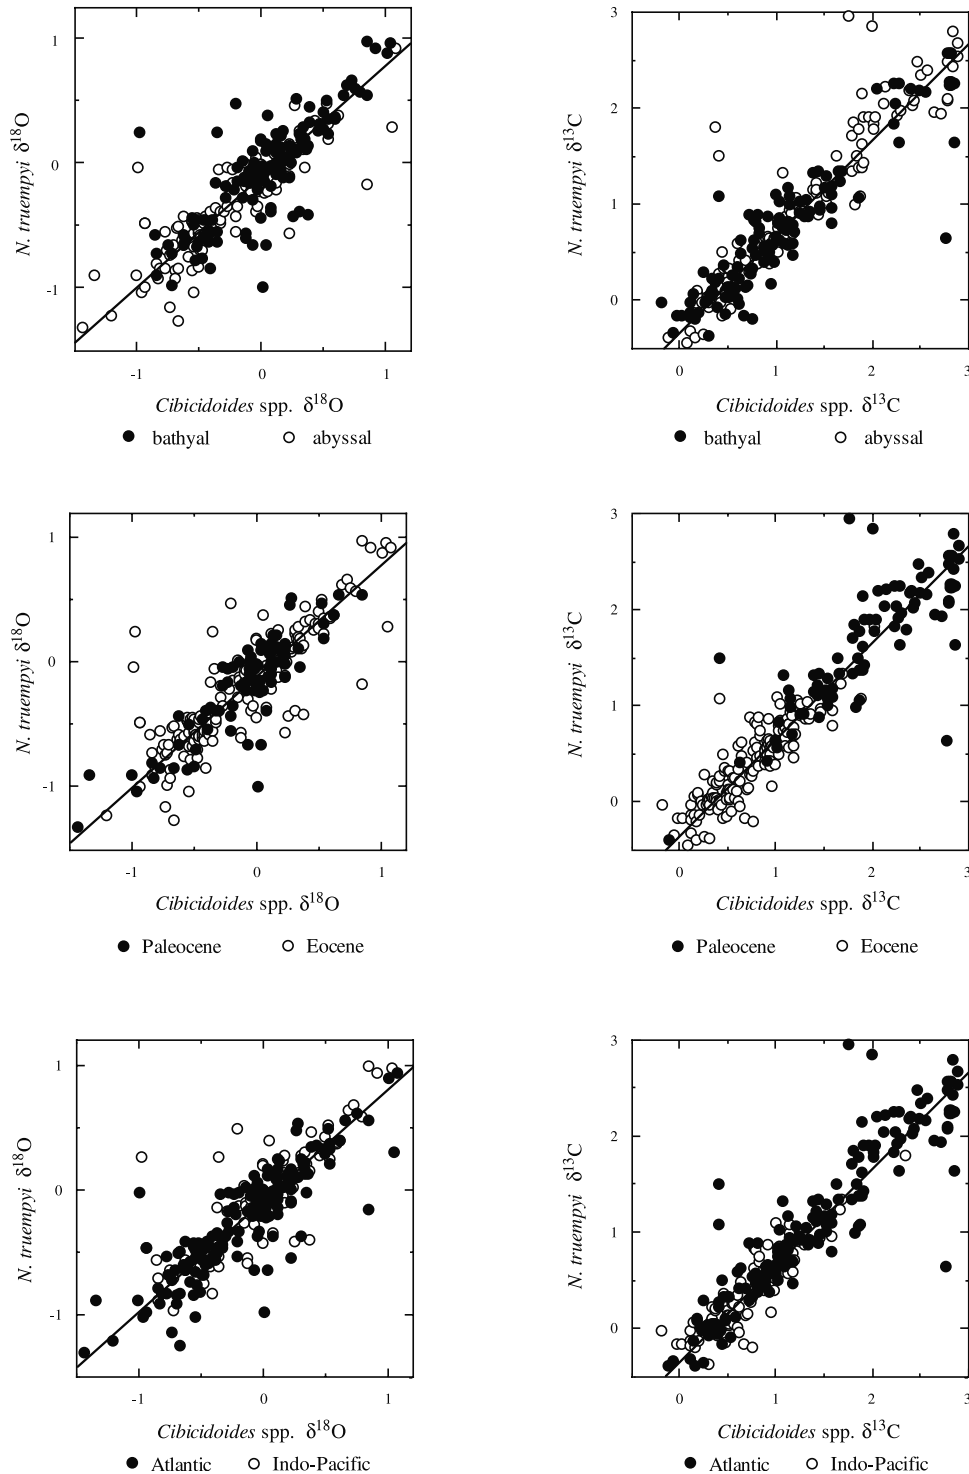 1
0
-1
N. truempyi δ18O
-1 0 1
Cibicidoides spp. δ18O
bathyal abyssal
3
2
1
0
N. truempyi δ13C
0 1 2 3
Cibicidoides spp. δ13C
bathyal abyssal
1
0
-1
N. truempyi δ18O
-1 0 1
Cibicidoides spp. δ18O
Paleocene Eocene
3
2
1
0
N. truempyi δ13C
0 1 2 3
Cibicidoides spp. δ13C
Paleocene Eocene
1
0
-1
N. truempyi δ18O
-1 0 1
Cibicidoides spp. δ18O
Atlantic Indo-Pacific
3
2
1
0
N. truempyi δ13C
0 1 2 3
Cibicidoides spp. δ13C
Atlantic Indo-Pacific